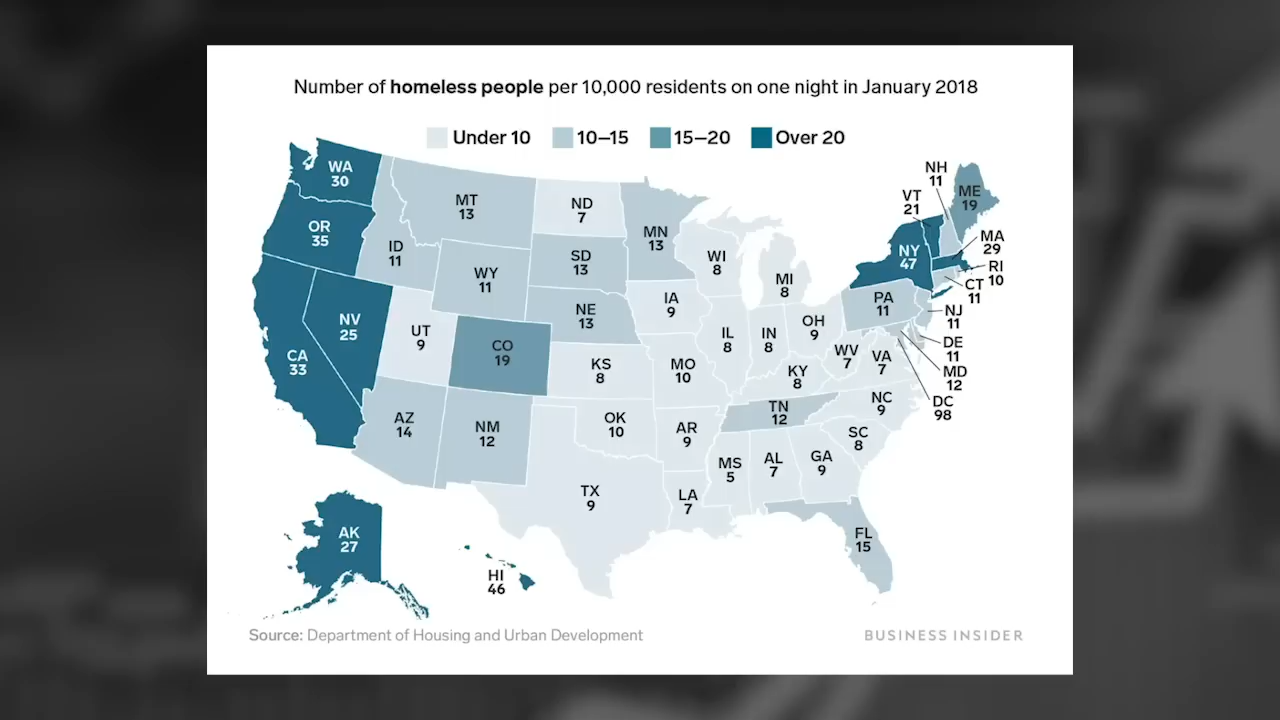 Number of homeless people per 10,000 residents on one night in January 2018
Under 10 10–15 15–20 Over 20
WA
30
OR
35
CA
33
NV
25
ID
11
MT
13
WY
11
UT
9
CO
19
AZ
14
NM
12
ND
7
SD
13
NE
13
KS
8
OK
10
TX
9
MN
13
IA
9
MO
10
AR
9
LA
7
WI
8
IL
8
MI
8
IN
8
OH
9
KY
8
TN
12
MS
5
AL
7
GA
9
FL
15
SC
8
NC
9
VA
7
WV
7
PA
11
NY
47
VT
21
NH
11
ME
19
MA
29
RI
10
CT
11
NJ
11
DE
11
MD
12
DC
98
AK
27
HI
46
Source: Department of Housing and Urban Development
BUSINESS INSIDER